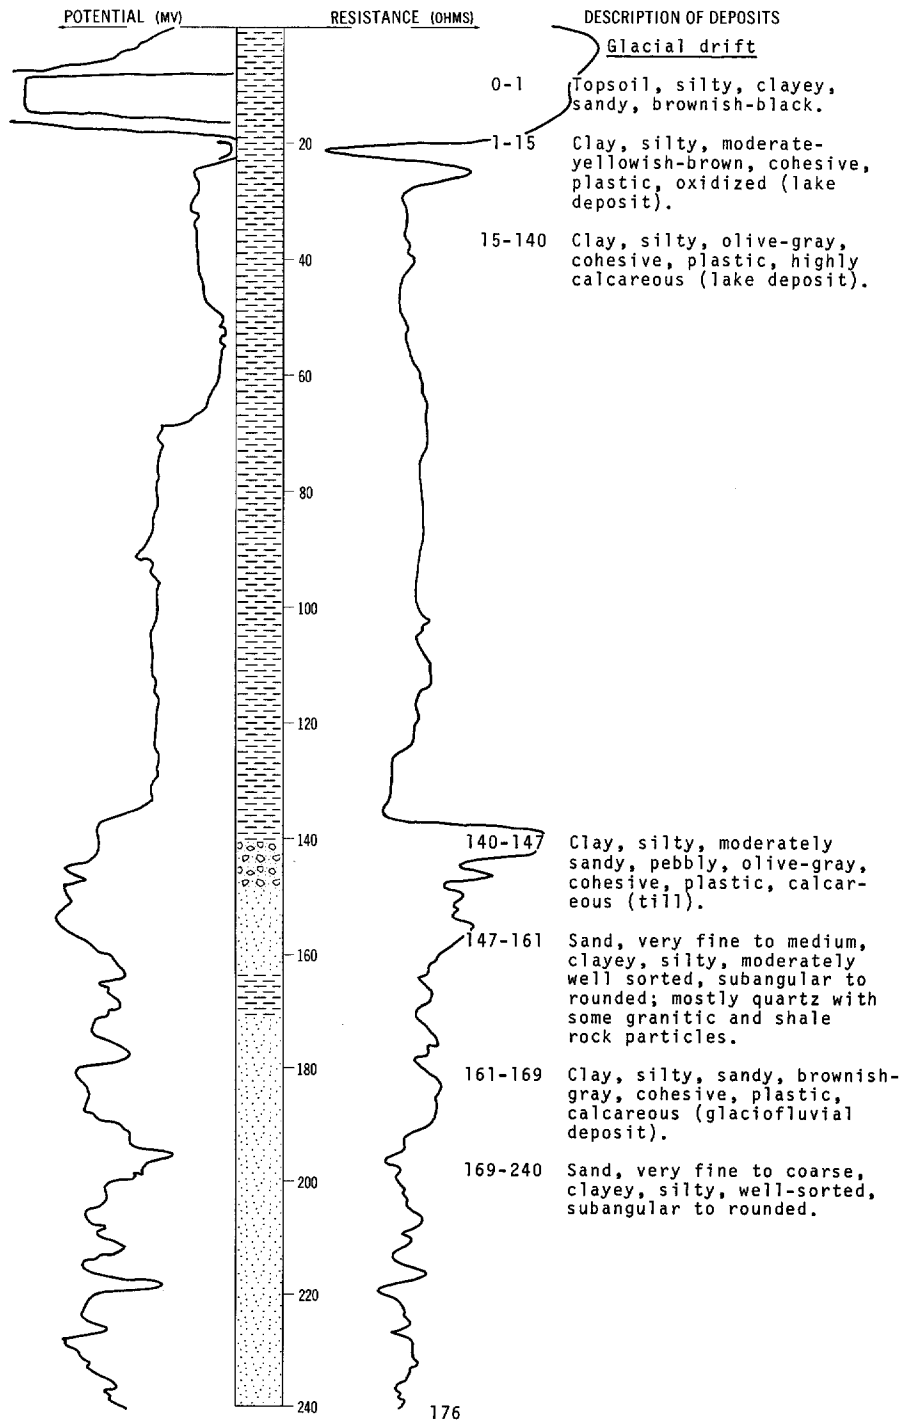 POTENTIAL (MV) RESISTANCE (OHMS) DESCRIPTION OF DEPOSITS
Glacial drift
0-1 Topsoil, silty, clayey,
sandy, brownish-black.
20
1-15 Clay, silty, moderate-
yellowish-brown, cohesive,
plastic, oxidized (lake
deposit).
15-140 Clay, silty, olive-gray,
cohesive, plastic, highly
calcareous (lake deposit).
40
60
80
100
120
140
140-147 Clay, silty, moderately
sandy, pebbly, olive-gray,
cohesive, plastic, calcar-
eous (till).
147-161 Sand, very fine to medium,
clayey, silty, moderately
well sorted, subangular to
rounded; mostly quartz with
some granitic and shale
rock particles.
160
180
161-169 Clay, silty, sandy, brownish-
gray, cohesive, plastic,
calcareous (glaciofluvial
deposit).
169-240 Sand, very fine to coarse,
clayey, silty, well-sorted,
subangular to rounded.
200
220
240
176